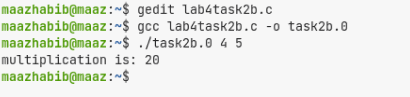 maazhabib@maaz:~$ gedit lab4task2b.c
maazhabib@maaz:~$ gcc lab4task2b.c -o task2b.0
maazhabib@maaz:~$ ./task2b.0 4 5
multiplication is: 20
maazhabib@maaz:~$